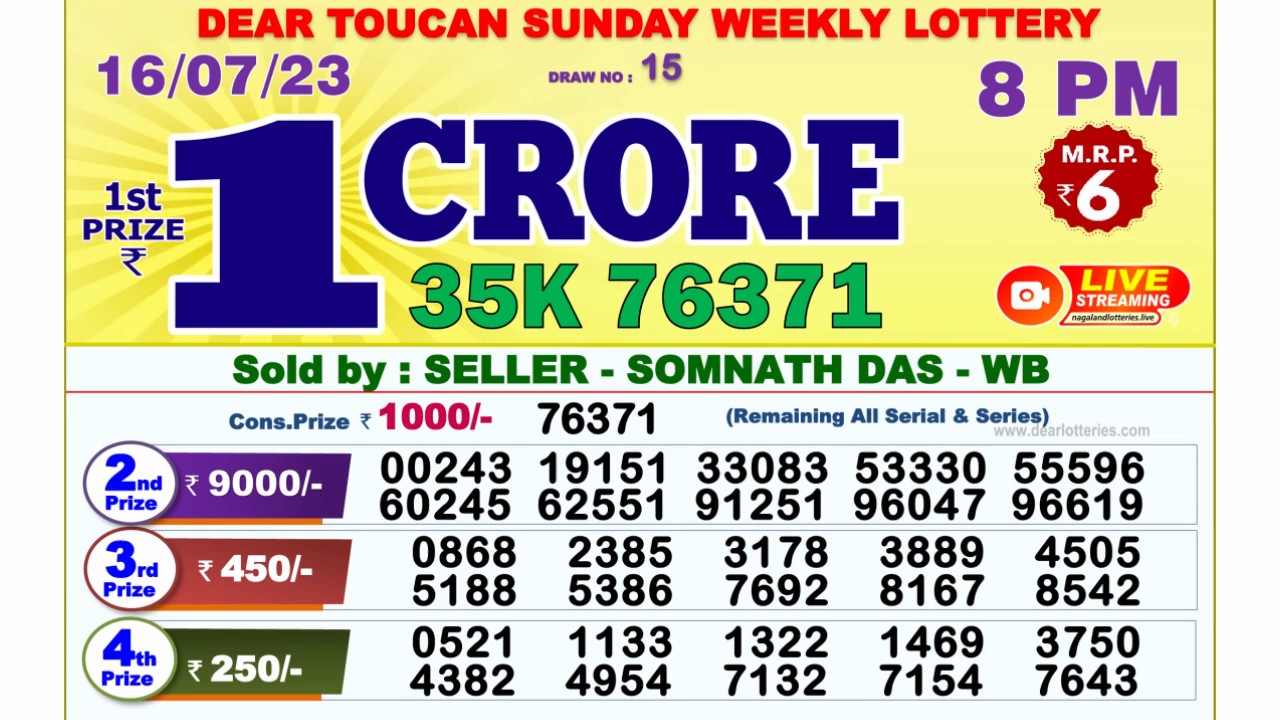 DEAR TOUCAN SUNDAY WEEKLY LOTTERY
16/07/23
DRAW NO : 15
8 PM
1st
PRIZE
₹
1 CRORE
M.R.P.
₹ 6
35K 76371
LIVE
STREAMING
nagalandlotteries.live
Sold by : SELLER - SOMNATH DAS - WB
Cons.Prize ₹ 1000/- 76371 (Remaining All Serial & Series)
www.dearlotteries.com
2nd
Prize
₹ 9000/-
00243 19151 33083 53330 55596
60245 62551 91251 96047 96619
3rd
Prize
₹ 450/-
0868 2385 3178 3889 4505
5188 5386 7692 8167 8542
4th
Prize
₹ 250/-
0521 1133 1322 1469 3750
4382 4954 7132 7154 7643